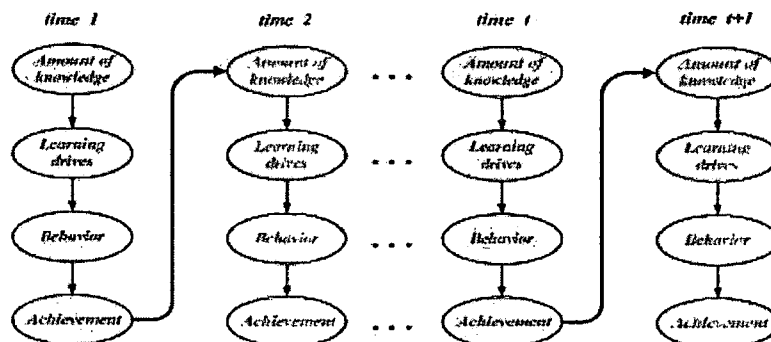 time 1 time 2 time t time t+1
Amount of Amount of Amount of Amount of
knowledge knowledge ... knowledge knowledge
Learning Learning Learning Learning
drives drives ... drives drives
Behavior Behavior ... Behavior Behavior
Achievement Achievement ... Achievement Achievement